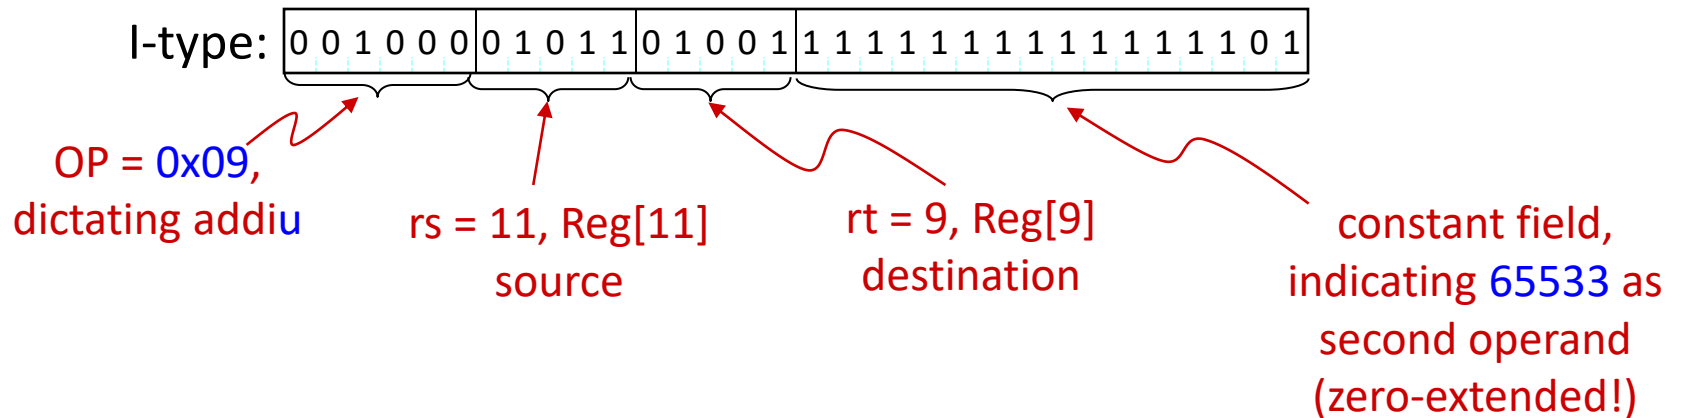 I-type: 0 0 1 0 0 0 0 1 0 1 1 0 1 0 0 1 1 1 1 1 1 1 1 1 1 1 1 1 1 1 0 1
OP = 0x09,
dictating addiu
rs = 11, Reg[11]
source
rt = 9, Reg[9]
destination
constant field,
indicating 65533 as
second operand
(zero-extended!)